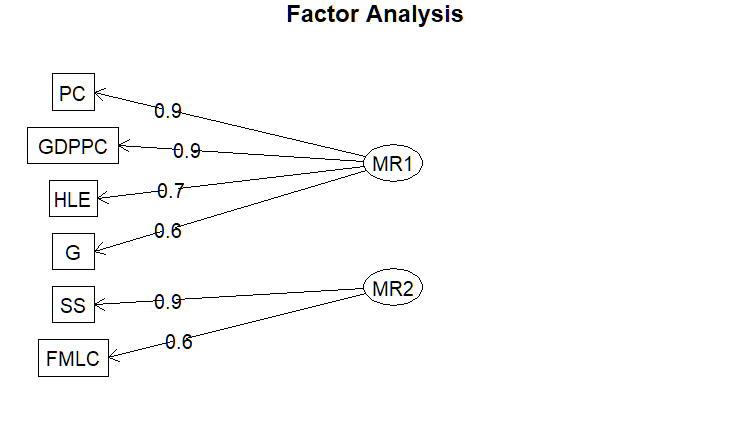 Factor Analysis
PC
0.9
GDPPC
0.9
MR1
HLE
0.7
G
0.6
SS
0.9
MR2
FMLC
0.6